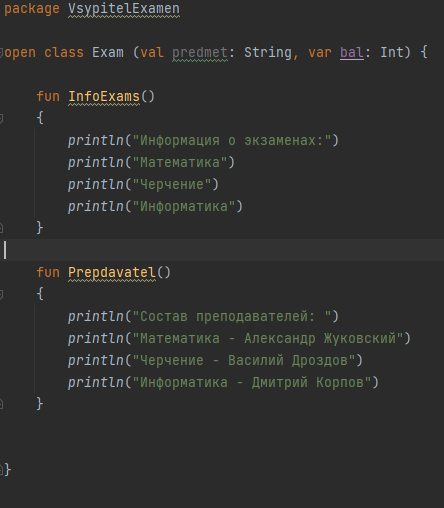 package VsypitelExamen
open class Exam (val predmet: String, var bal: Int) {
fun InfoExams()
{
println("Информация о экзаменах:")
println("Математика")
println("Черчение")
println("Информатика")
}
fun Prepdavatel()
{
println("Состав преподавателей: ")
println("Математика - Александр Жуковский")
println("Черчение - Василий Дроздов")
println("Информатика - Дмитрий Корпов")
}
}